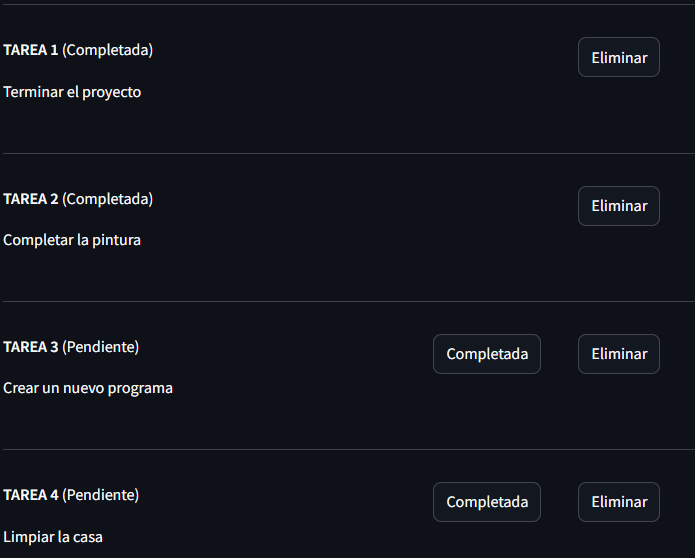 TAREA 1 (Completada)
Eliminar
Terminar el proyecto
TAREA 2 (Completada)
Eliminar
Completar la pintura
TAREA 3 (Pendiente)
Completada
Eliminar
Crear un nuevo programa
TAREA 4 (Pendiente)
Completada
Eliminar
Limpiar la casa